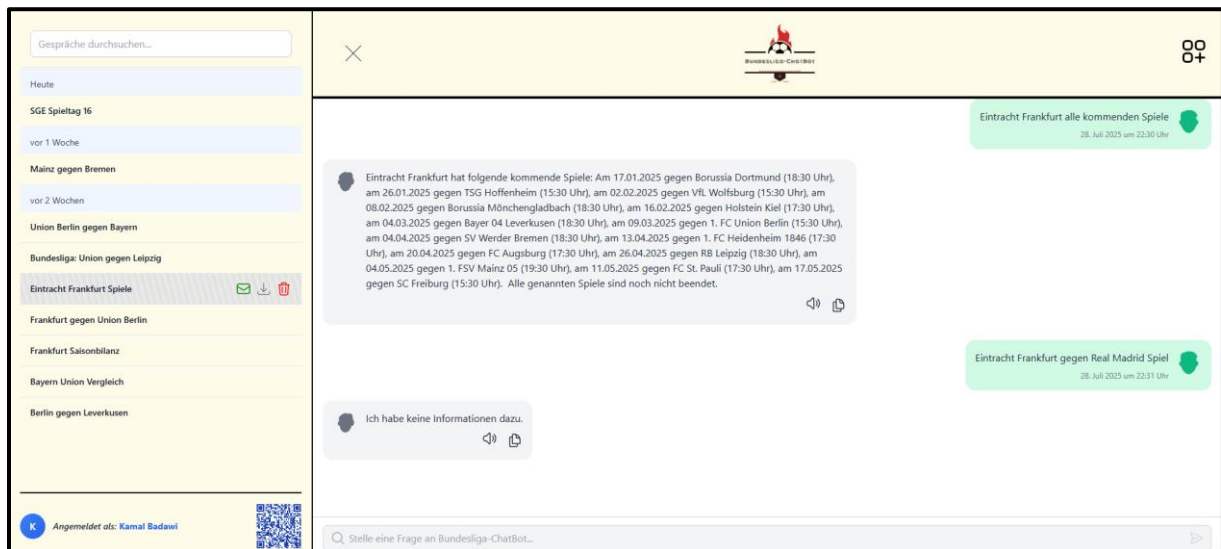 Gespräche durchsuchen...
Heute
SGE Spieltag 16
vor 1 Woche
Mainz gegen Bremen
vor 2 Wochen
Union Berlin gegen Bayern
Bundesliga: Union gegen Leipzig
Eintracht Frankfurt Spiele
Frankfurt gegen Union Berlin
Frankfurt Saisonbilanz
Bayern Union Vergleich
Berlin gegen Leverkusen
K
Angemeldet als: Kamal Badawi
BUNDESLIGA-CHATBOT
Eintracht Frankfurt alle kommenden Spiele
28. Juli 2025 um 22:30 Uhr
Eintracht Frankfurt hat folgende kommende Spiele: Am 17.01.2025 gegen Borussia Dortmund (18:30 Uhr),
am 26.01.2025 gegen TSG Hoffenheim (15:30 Uhr), am 02.02.2025 gegen VfL Wolfsburg (15:30 Uhr), am
08.02.2025 gegen Borussia Mönchengladbach (18:30 Uhr), am 16.02.2025 gegen Holstein Kiel (17:30 Uhr),
am 04.03.2025 gegen Bayer 04 Leverkusen (18:30 Uhr), am 09.03.2025 gegen 1. FC Union Berlin (15:30 Uhr),
am 04.04.2025 gegen SV Werder Bremen (18:30 Uhr), am 13.04.2025 gegen 1. FC Heidenheim 1846 (17:30
Uhr), am 20.04.2025 gegen FC Augsburg (17:30 Uhr), am 26.04.2025 gegen RB Leipzig (18:30 Uhr), am
04.05.2025 gegen 1. FSV Mainz 05 (19:30 Uhr), am 11.05.2025 gegen FC St. Pauli (17:30 Uhr), am 17.05.2025
gegen SC Freiburg (15:30 Uhr). Alle genannten Spiele sind noch nicht beendet.
Eintracht Frankfurt gegen Real Madrid Spiel
28. Juli 2025 um 22:31 Uhr
Ich habe keine Informationen dazu.
Stelle eine Frage an Bundesliga-ChatBot...